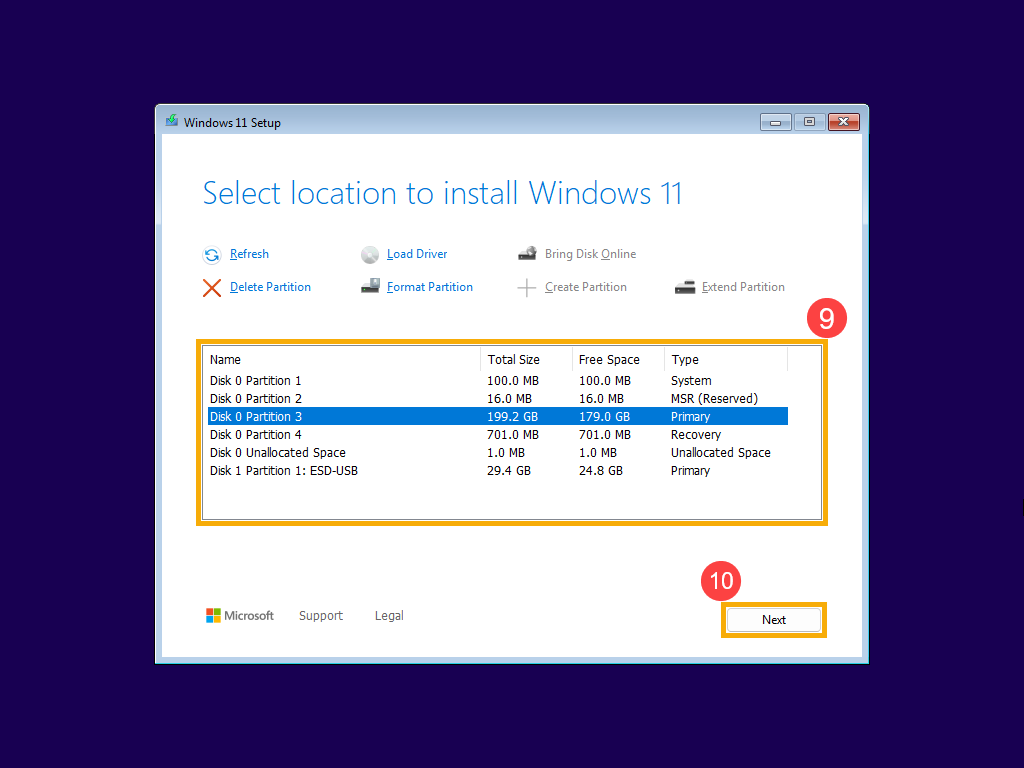 Windows 11 Setup
Select location to install Windows 11
Refresh Load Driver Bring Disk Online
Delete Partition Format Partition Create Partition Extend Partition
9
Name Total Size Free Space Type
Disk 0 Partition 1 100.0 MB 100.0 MB System
Disk 0 Partition 2 16.0 MB 16.0 MB MSR (Reserved)
Disk 0 Partition 3 199.2 GB 179.0 GB Primary
Disk 0 Partition 4 701.0 MB 701.0 MB Recovery
Disk 0 Unallocated Space 1.0 MB 1.0 MB Unallocated Space
Disk 1 Partition 1: ESD-USB 29.4 GB 24.8 GB Primary
10
Microsoft Support Legal Next